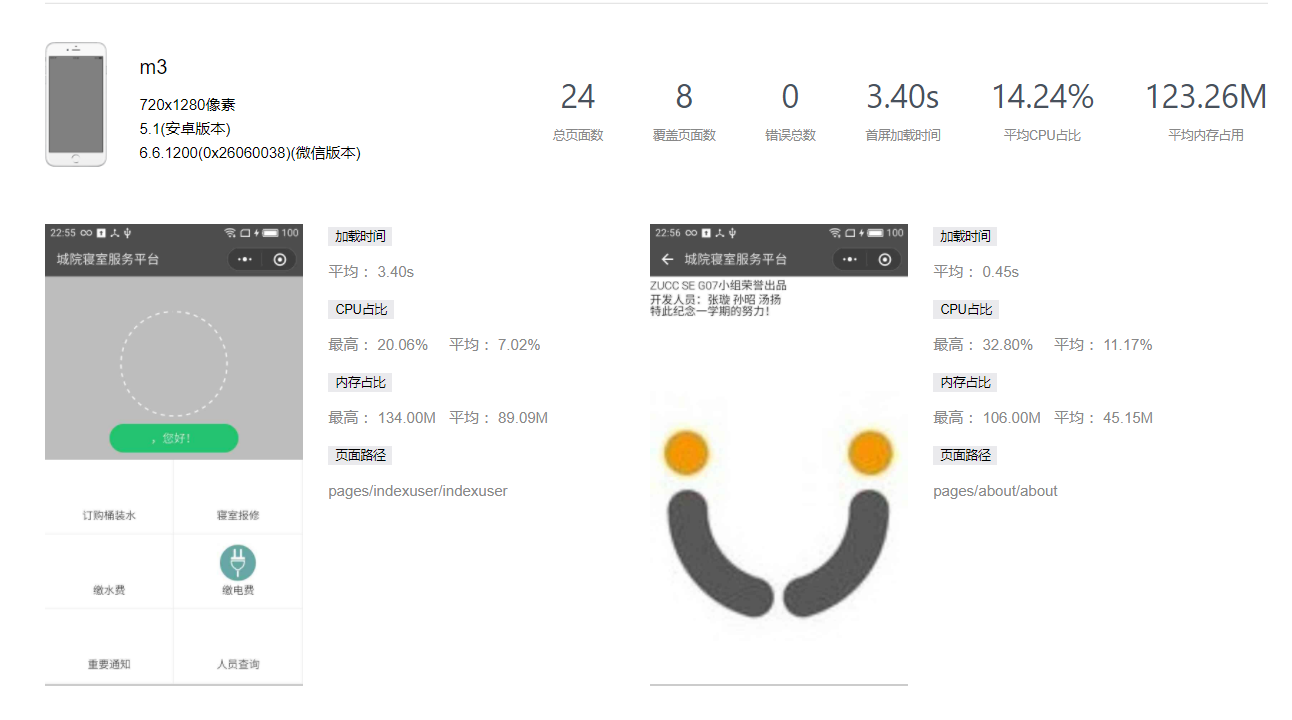 m3
720x1280像素
5.1(安卓版本)
6.6.1200(0x26060038)(微信版本)
24
总页面数
8
覆盖页面数
0
错误总数
3.40s
首屏加载时间
14.24%
平均CPU占比
123.26M
平均内存占用
22:55
100
城院寝室服务平台
，您好！
订购桶装水
寝室报修
缴水费
缴电费
重要通知
人员查询
加载时间
平均： 3.40s
CPU占比
最高： 20.06% 平均： 7.02%
内存占比
最高： 134.00M 平均： 89.09M
页面路径
pages/indexuser/indexuser
22:56
100
城院寝室服务平台
ZUCC SE G07小组荣誉出品
开发人员：张璇 孙昭 汤扬
特此纪念一学期的努力！
加载时间
平均： 0.45s
CPU占比
最高： 32.80% 平均： 11.17%
内存占比
最高： 106.00M 平均： 45.15M
页面路径
pages/about/about